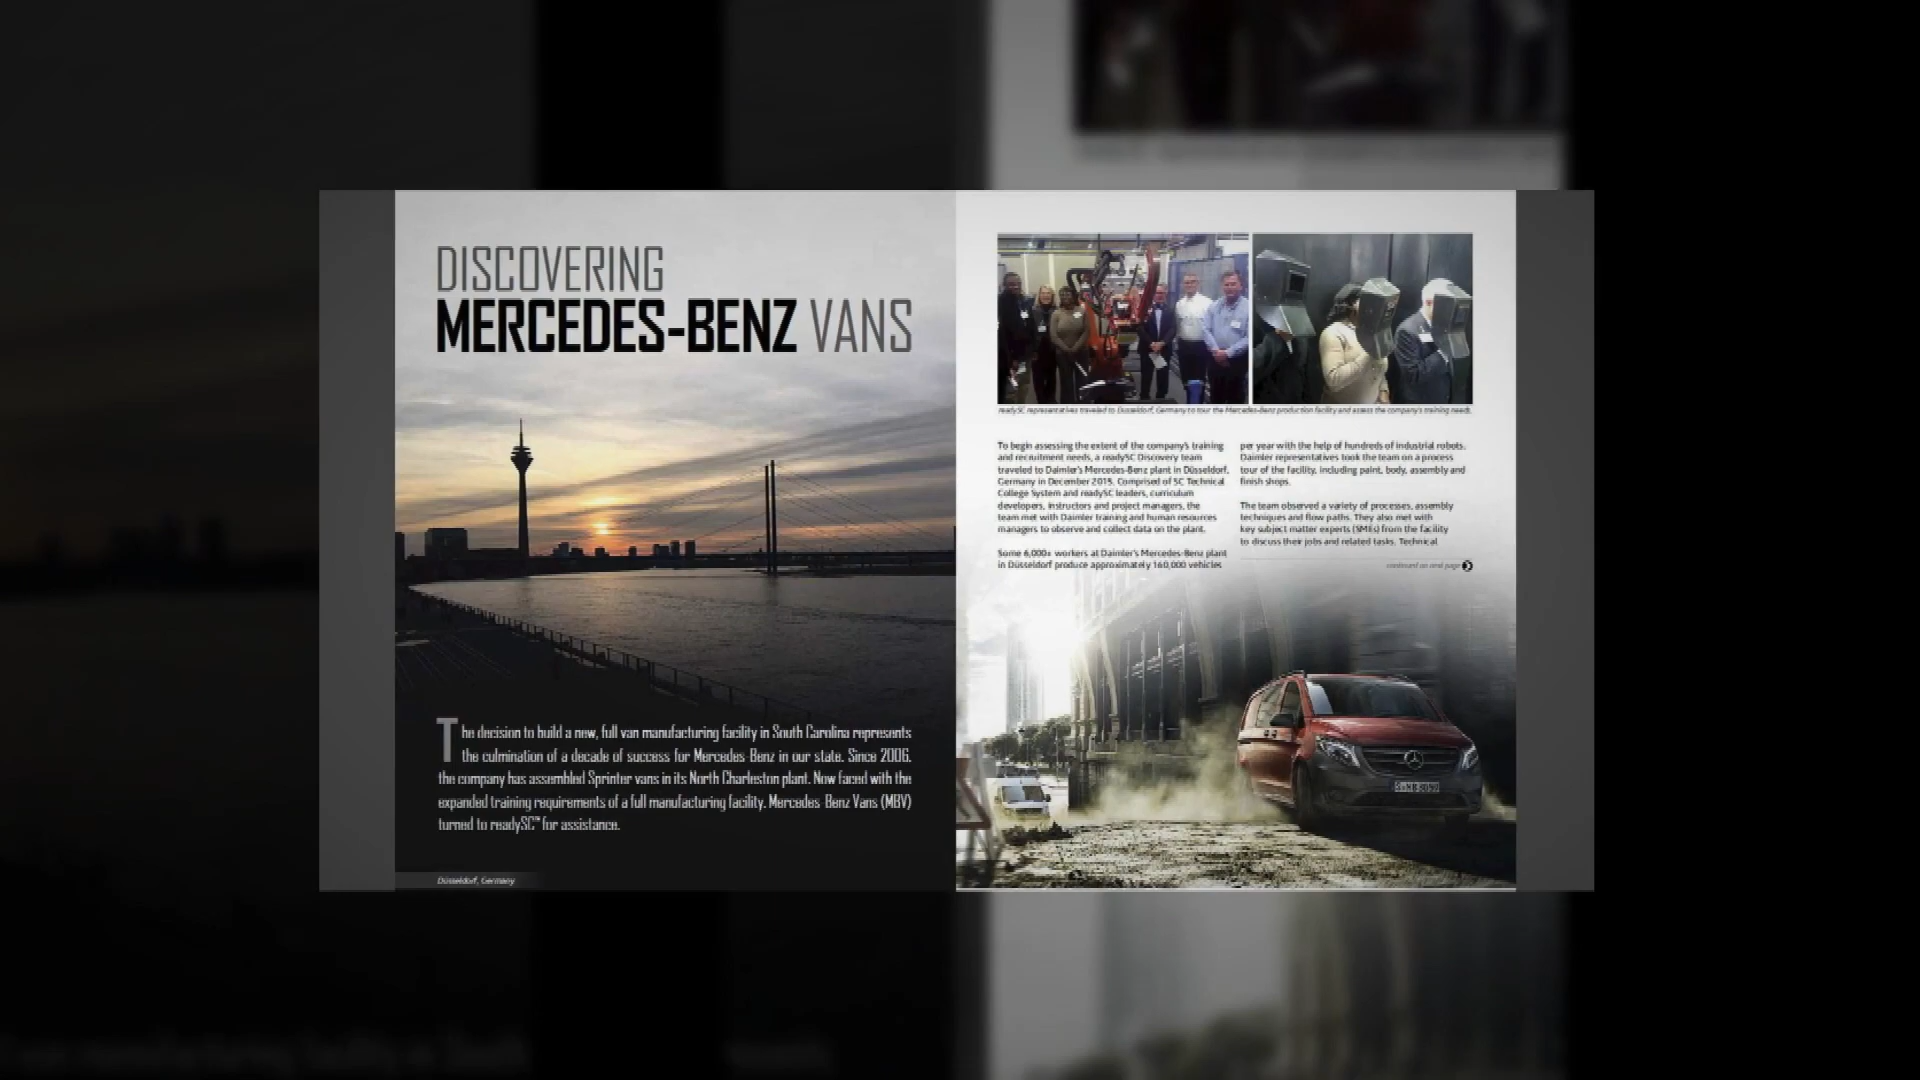 DISCOVERING
MERCEDES-BENZ VANS
The decision to build a new, full van manufacturing facility in South Carolina represents
the culmination of a decade of success for Mercedes-Benz in our state. Since 2006,
the company has assembled Sprinter vans in its North Charleston plant. Now faced with the
expanded training requirements of a full manufacturing facility, Mercedes-Benz Vans (MBV)
turned to readySC™ for assistance.
Düsseldorf, Germany
readySC representatives traveled to Düsseldorf, Germany to tour the Mercedes-Benz production facility and assess the company's training needs.
To begin assessing the extent of the company's training
and recruitment needs, a readySC Discovery team
traveled to Daimler's Mercedes-Benz plant in Düsseldorf,
Germany in December 2015. Comprised of SC Technical
College System and readySC leaders, curriculum
developers, instructors and project managers, the
team met with Daimler training and human resources
managers to observe and collect data on the plant.
Some 6,000+ workers at Daimler's Mercedes-Benz plant
in Düsseldorf produce approximately 160,000 vehicles
per year with the help of hundreds of industrial robots.
Daimler representatives took the team on a process
tour of the facility, including paint, body, assembly and
finish shops.
The team observed a variety of processes, assembly
techniques and flow paths. They also met with
key subject matter experts (SMEs) from the facility
to discuss their jobs and related tasks. Technical
continued on next page